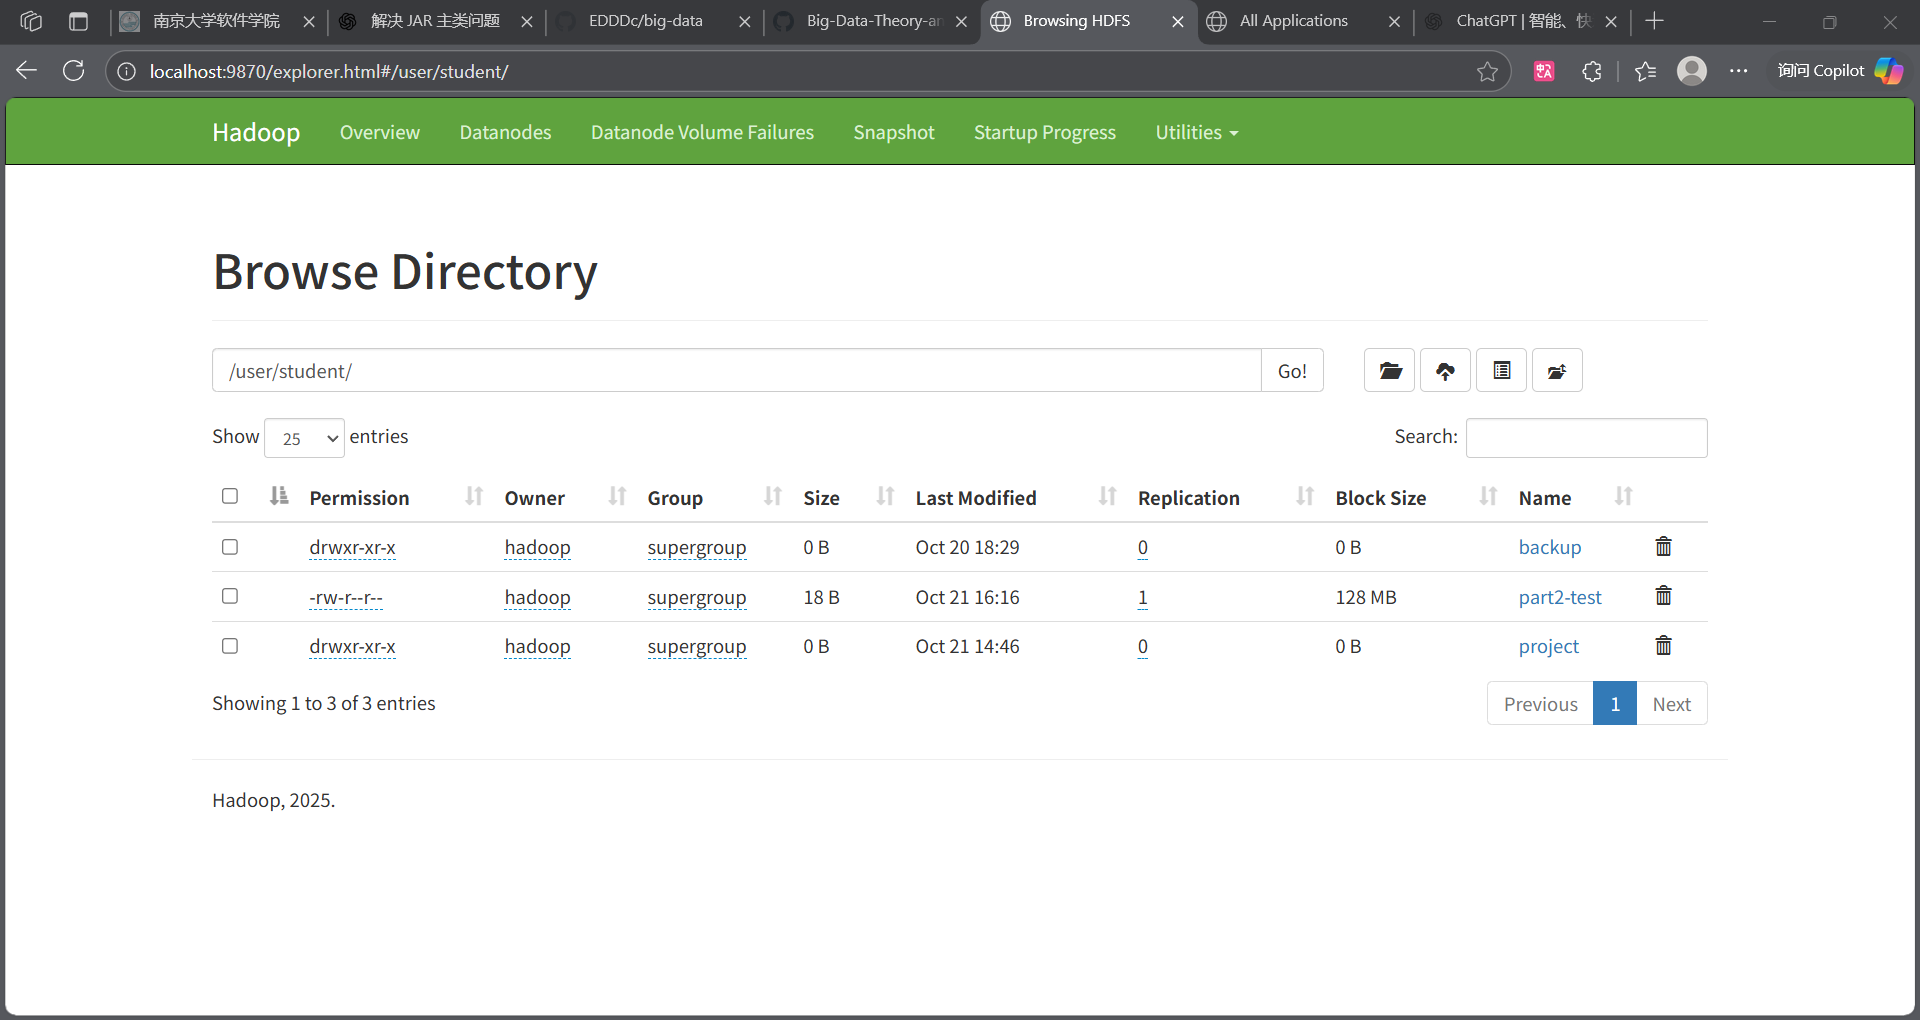 南京大学软件学院
解决 JAR 主类问题
EDDDc/big-data
Big-Data-Theory-an
Browsing HDFS
All Applications
ChatGPT | 智能、快
localhost:9870/explorer.html#/user/student/
询问 Copilot
Hadoop Overview Datanodes Datanode Volume Failures Snapshot Startup Progress Utilities
Browse Directory
/user/student/ Go!
Show 25 entries Search:
Permission Owner Group Size Last Modified Replication Block Size Name
drwxr-xr-x hadoop supergroup 0 B Oct 20 18:29 0 0 B backup
-rw-r--r-- hadoop supergroup 18 B Oct 21 16:16 1 128 MB part2-test
drwxr-xr-x hadoop supergroup 0 B Oct 21 14:46 0 0 B project
Showing 1 to 3 of 3 entries Previous 1 Next
Hadoop, 2025.